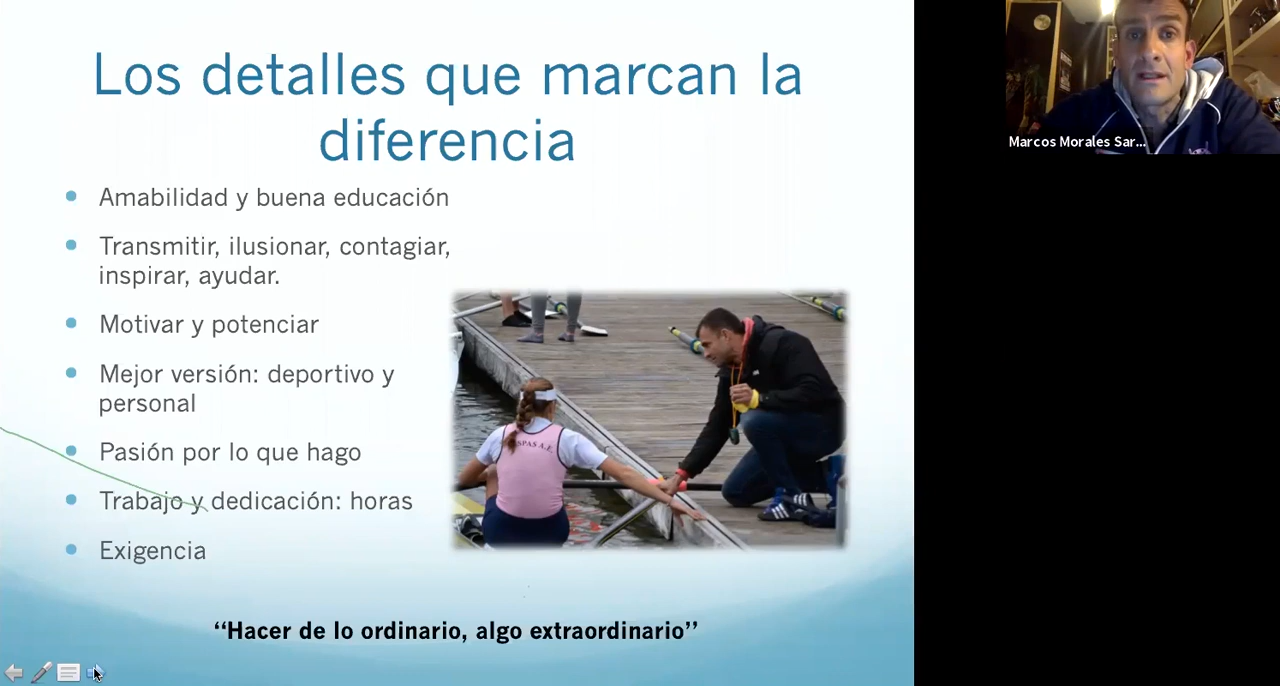 Los detalles que marcan la
diferencia
Amabilidad y buena educación
Transmitir, ilusionar, contagiar,
inspirar, ayudar.
Motivar y potenciar
Mejor versión: deportivo y
personal
Pasión por lo que hago
Trabajo y dedicación: horas
Exigencia
“Hacer de lo ordinario, algo extraordinario”
Marcos Morales Sar...